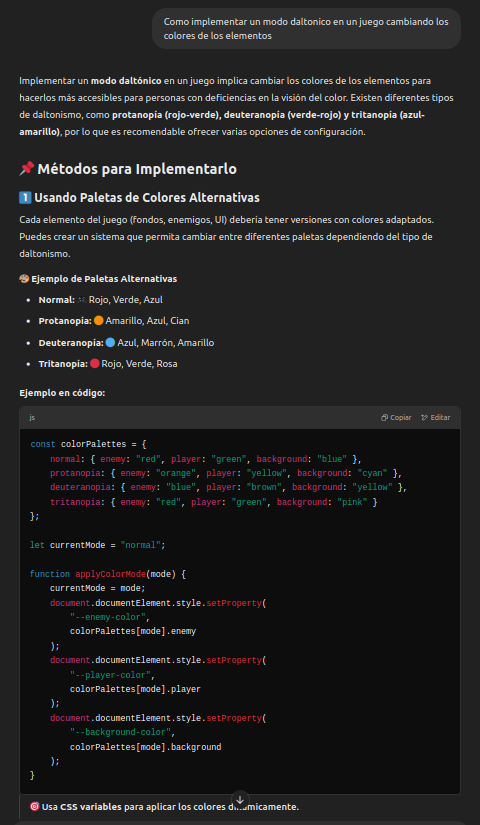 Como implementar un modo daltonico en un juego cambiando los
colores de los elementos
Implementar un modo daltónico en un juego implica cambiar los colores de los elementos para
hacerlos más accesibles para personas con deficiencias en la visión del color. Existen diferentes tipos
de daltonismo, como protanopia (rojo-verde), deuteranopia (verde-rojo) y tritanopia (azul-
amarillo), por lo que es recomendable ofrecer varias opciones de configuración.
📌 Métodos para Implementarlo
1️⃣ Usando Paletas de Colores Alternativas
Cada elemento del juego (fondos, enemigos, UI) debería tener versiones con colores adaptados.
Puedes crear un sistema que permita cambiar entre diferentes paletas dependiendo del tipo de
daltonismo.
🎨 Ejemplo de Paletas Alternativas
• Normal: Rojo, Verde, Azul
• Protanopia: 🟠 Amarillo, Azul, Cian
• Deuteranopia: 🔵 Azul, Marrón, Amarillo
• Tritanopia: 🔴 Rojo, Verde, Rosa
Ejemplo en código:
js Copiar Editar
const colorPalettes = {
normal: { enemy: "red", player: "green", background: "blue" },
protanopia: { enemy: "orange", player: "yellow", background: "cyan" },
deuteranopia: { enemy: "blue", player: "brown", background: "yellow" },
tritanopia: { enemy: "red", player: "green", background: "pink" }
};
let currentMode = "normal";
function applyColorMode(mode) {
currentMode = mode;
document.documentElement.style.setProperty(
"--enemy-color",
colorPalettes[mode].enemy
);
document.documentElement.style.setProperty(
"--player-color",
colorPalettes[mode].player
);
document.documentElement.style.setProperty(
"--background-color",
colorPalettes[mode].background
);
}
🎯 Usa CSS variables para aplicar los colores dinámicamente.